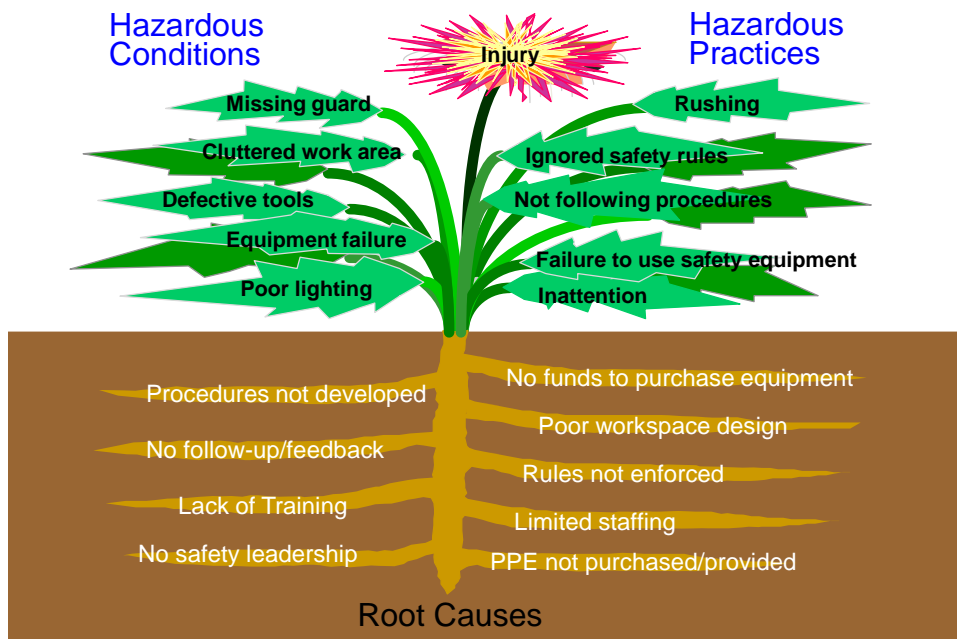 Hazardous
Conditions
Injury
Hazardous
Practices
Missing guard
Cluttered work area
Defective tools
Equipment failure
Poor lighting
Rushing
Ignored safety rules
Not following procedures
Failure to use safety equipment
Inattention
Procedures not developed
No follow-up/feedback
Lack of Training
No safety leadership
No funds to purchase equipment
Poor workspace design
Rules not enforced
Limited staffing
PPE not purchased/provided
Root Causes